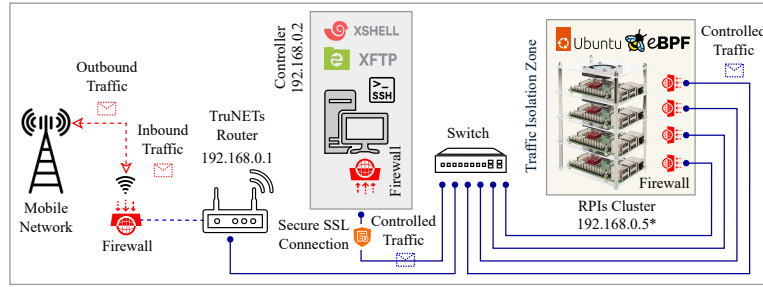 Outbound
Traffic
Inbound
Traffic
Mobile
Network
Firewall
TruNETs
Router
192.168.0.1
Controller
192.168.0.2
XSHELL
XFTP
>_
SSH
Firewall
Secure SSL
Connection
Controlled
Traffic
Switch
Traffic Isolation Zone
Ubuntu
eBPF
Firewall
RPIs Cluster
192.168.0.5*
Controlled
Traffic